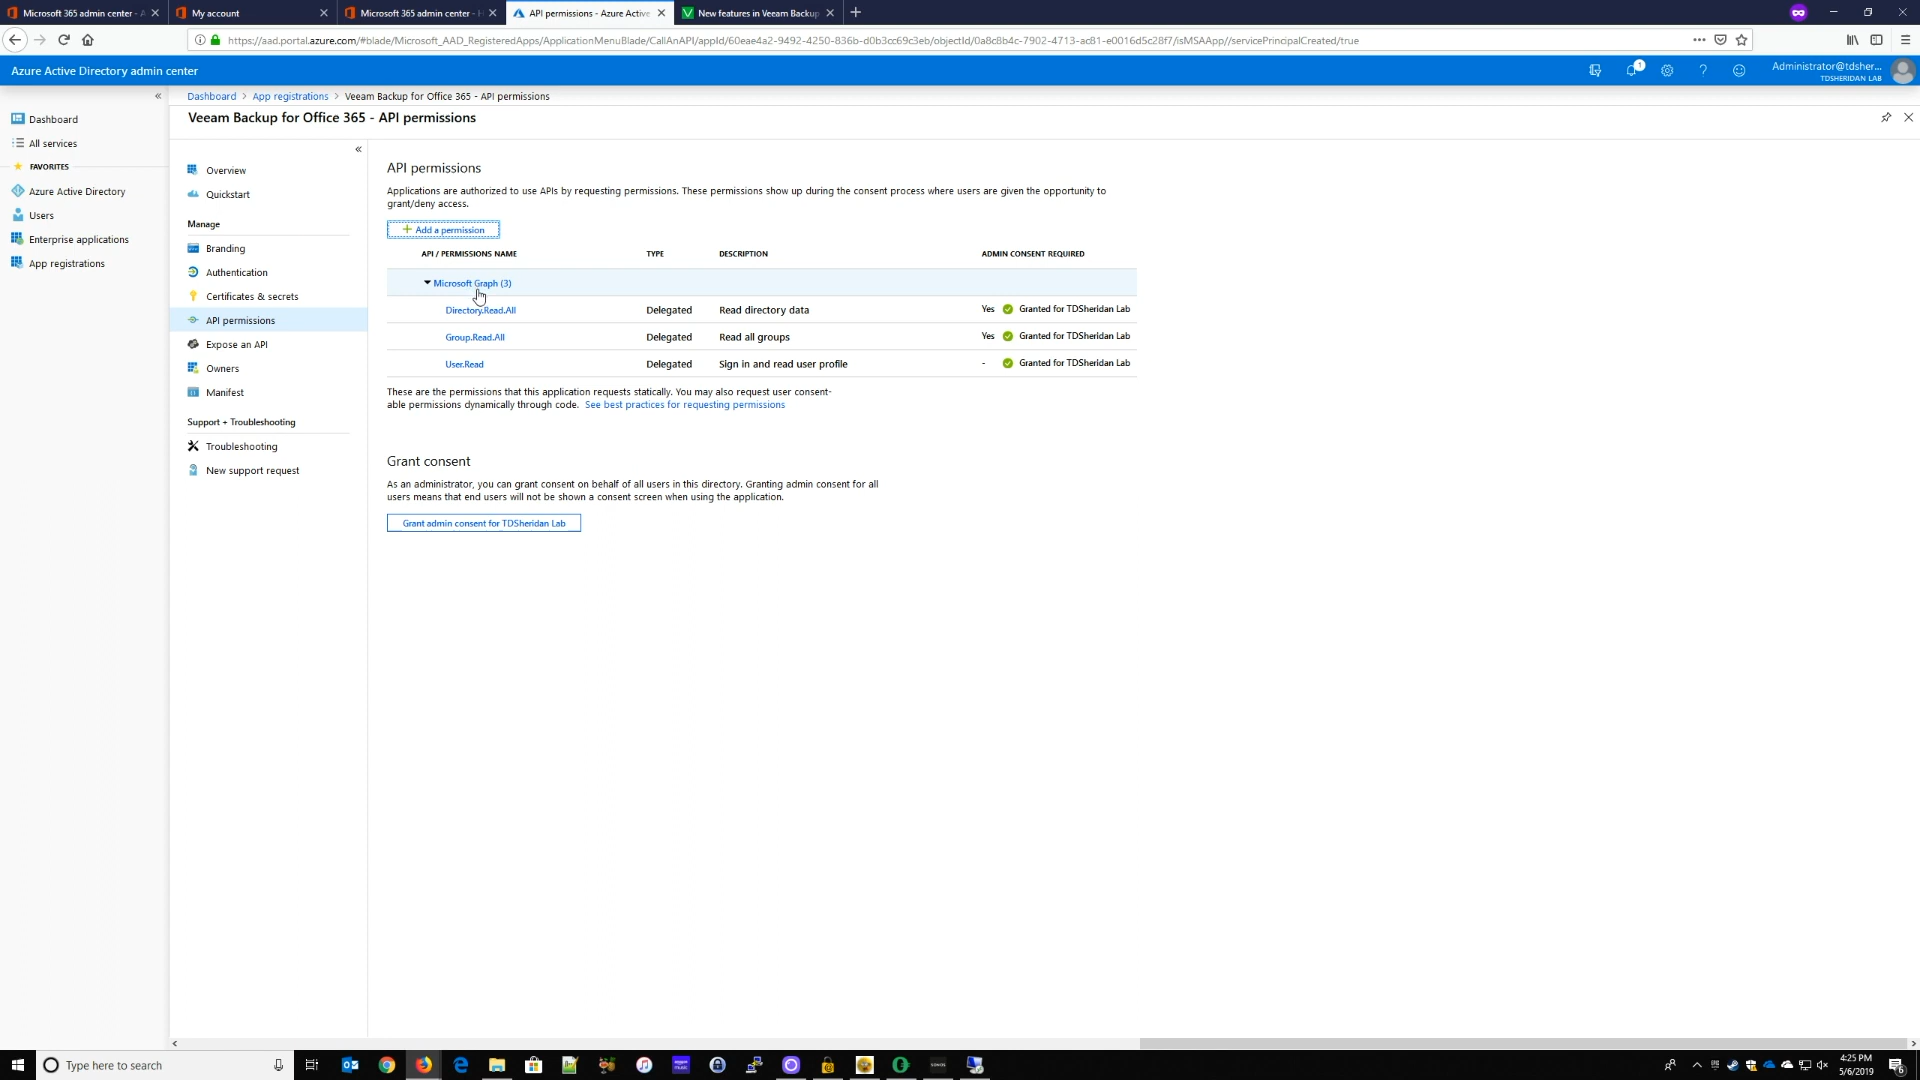 Microsoft 365 admin center - A
My account
Microsoft 365 admin center - H
API permissions - Azure Active
New features in Veeam Backup
https://aad.portal.azure.com/#blade/Microsoft_AAD_RegisteredApps/ApplicationMenuBlade/CallAnAPI/appId/60eae4a2-9492-4250-836b-d0b3cc69c3eb/objectId/0a8c8b4c-7902-4713-ac81-e0016d5c28f7/isMSAApp//servicePrincipalCreated/true
Azure Active Directory admin center
1
Administrator@tdsher...
TDSHERIDAN LAB
Dashboard > App registrations > Veeam Backup for Office 365 - API permissions
Veeam Backup for Office 365 - API permissions
Dashboard
All services
FAVORITES
Azure Active Directory
Users
Enterprise applications
App registrations
Overview
Quickstart
Manage
Branding
Authentication
Certificates & secrets
API permissions
Expose an API
Owners
Manifest
Support + Troubleshooting
Troubleshooting
New support request
API permissions
Applications are authorized to use APIs by requesting permissions. These permissions show up during the consent process where users are given the opportunity to
grant/deny access.
+ Add a permission
API / PERMISSIONS NAME TYPE DESCRIPTION ADMIN CONSENT REQUIRED
Microsoft Graph (3)
Directory.Read.All Delegated Read directory data Yes Granted for TDSheridan Lab
Group.Read.All Delegated Read all groups Yes Granted for TDSheridan Lab
User.Read Delegated Sign in and read user profile - Granted for TDSheridan Lab
These are the permissions that this application requests statically. You may also request user consent-
able permissions dynamically through code. See best practices for requesting permissions
Grant consent
As an administrator, you can grant consent on behalf of all users in this directory. Granting admin consent for all
users means that end users will not be shown a consent screen when using the application.
Grant admin consent for TDSheridan Lab
Type here to search
SONOS
4:25 PM
5/6/2019
6